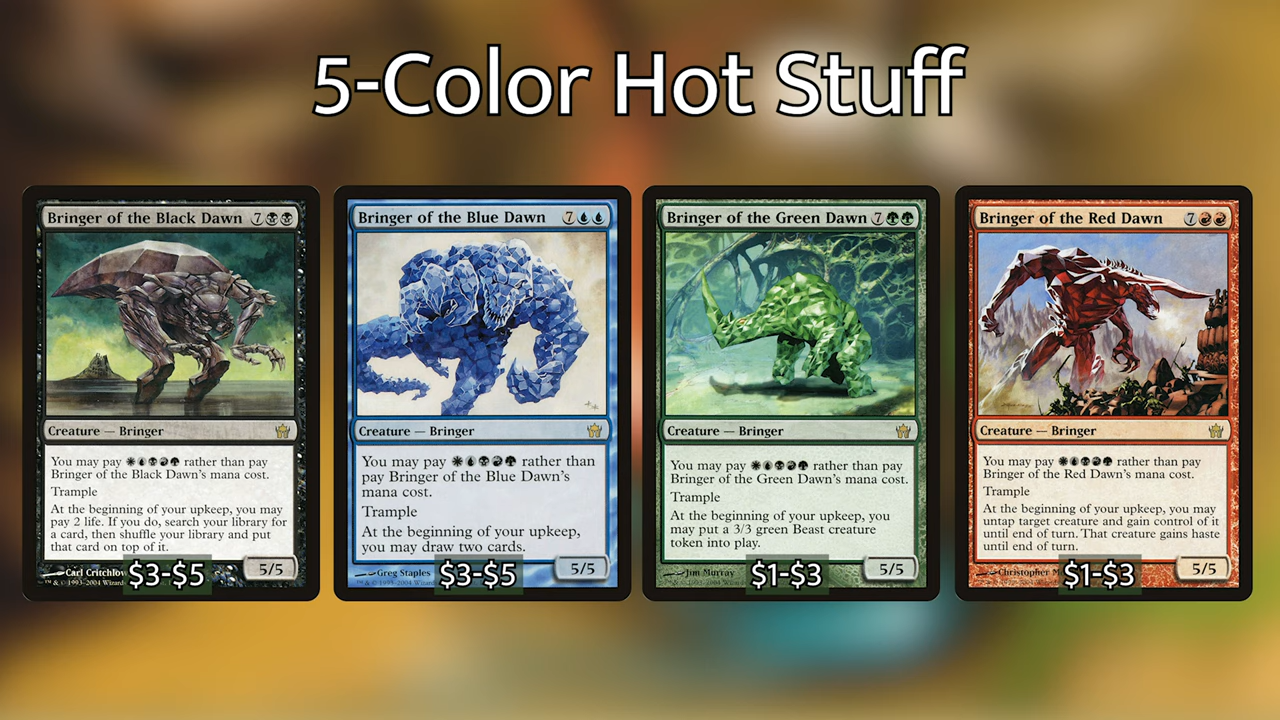 5-Color Hot Stuff
Bringer of the Black Dawn 7
Creature — Bringer
You may pay rather than pay
Bringer of the Black Dawn's mana cost.
Trample
At the beginning of your upkeep, you may
pay 2 life. If you do, search your library for
a card, then shuffle your library and put
that card on top of it.
5/5
Carl
™ & © 1993-2004
$3-$5
Bringer of the Blue Dawn 7
Creature — Bringer
You may pay rather than
pay Bringer of the Blue Dawn's
mana cost.
Trample
At the beginning of your upkeep,
you may draw two cards.
5/5
Greg Staples
$3-$5
Bringer of the Green Dawn 7
Creature — Bringer
You may pay rather than pay
Bringer of the Green Dawn's mana cost.
Trample
At the beginning of your upkeep, you
may put a 3/3 green Beast creature
token into play.
5/5
Jim Murray
$1-$3
Bringer of the Red Dawn 7
Creature — Bringer
You may pay rather than pay
Bringer of the Red Dawn's mana cost.
Trample
At the beginning of your upkeep, you may
untap target creature and gain control of it
until end of turn. That creature gains haste
until end of turn.
5/5
Christopher
$1-$3